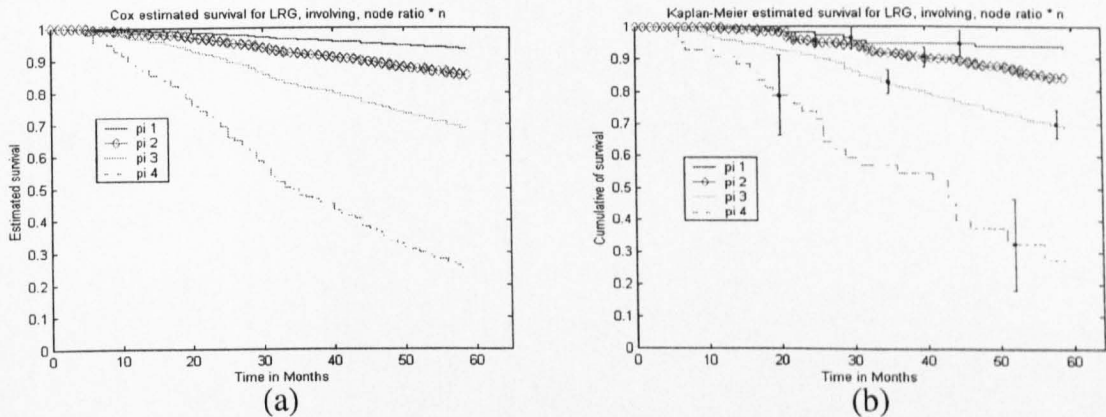 Cox estimated survival for LRG, involving, node ratio * n
1
0.9
0.8
0.7
0.6
0.5
0.4
0.3
0.2
0.1
0
Estimated survival
pi 1
pi 2
pi 3
pi 4
0 10 20 30 40 50 60
Time in Months
(a)
Kaplan-Meier estimated survival for LRG, involving, node ratio * n
1
0.9
0.8
0.7
0.6
0.5
0.4
0.3
0.2
0.1
0
Cumulative of survival
pi 1
pi 2
pi 3
pi 4
0 10 20 30 40 50 60
Time in Months
(b)